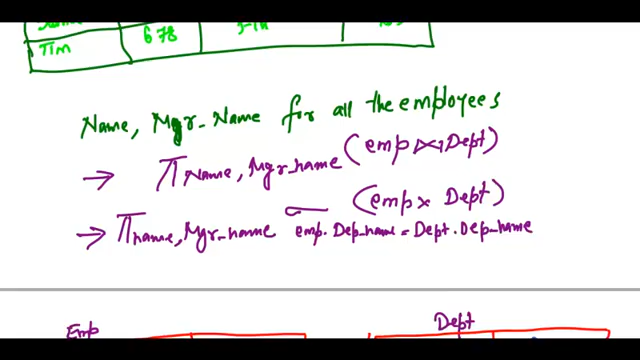 Tim 678 Fin
Name, Mgr_Name for all the employees
→ π Name, Mgr_name (emp ⋈ Dept)
→ π name, Mgr_name σ emp.Dep_name = Dept.Dep_name (emp × Dept)
Emp Dept